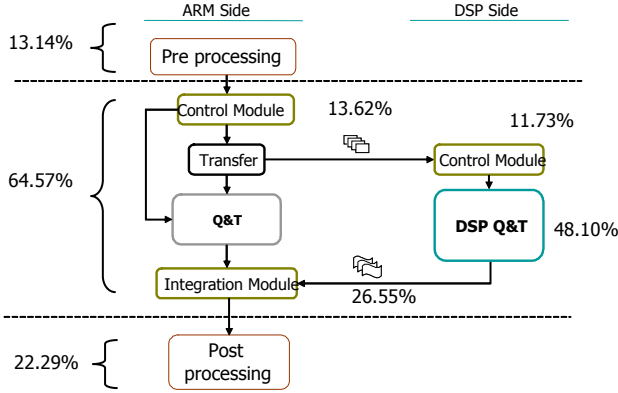 ARM Side
DSP Side
13.14%
Pre processing
Control Module
13.62%
11.73%
Transfer
Control Module
64.57%
Q&T
DSP Q&T
48.10%
Integration Module
26.55%
22.29%
Post
processing